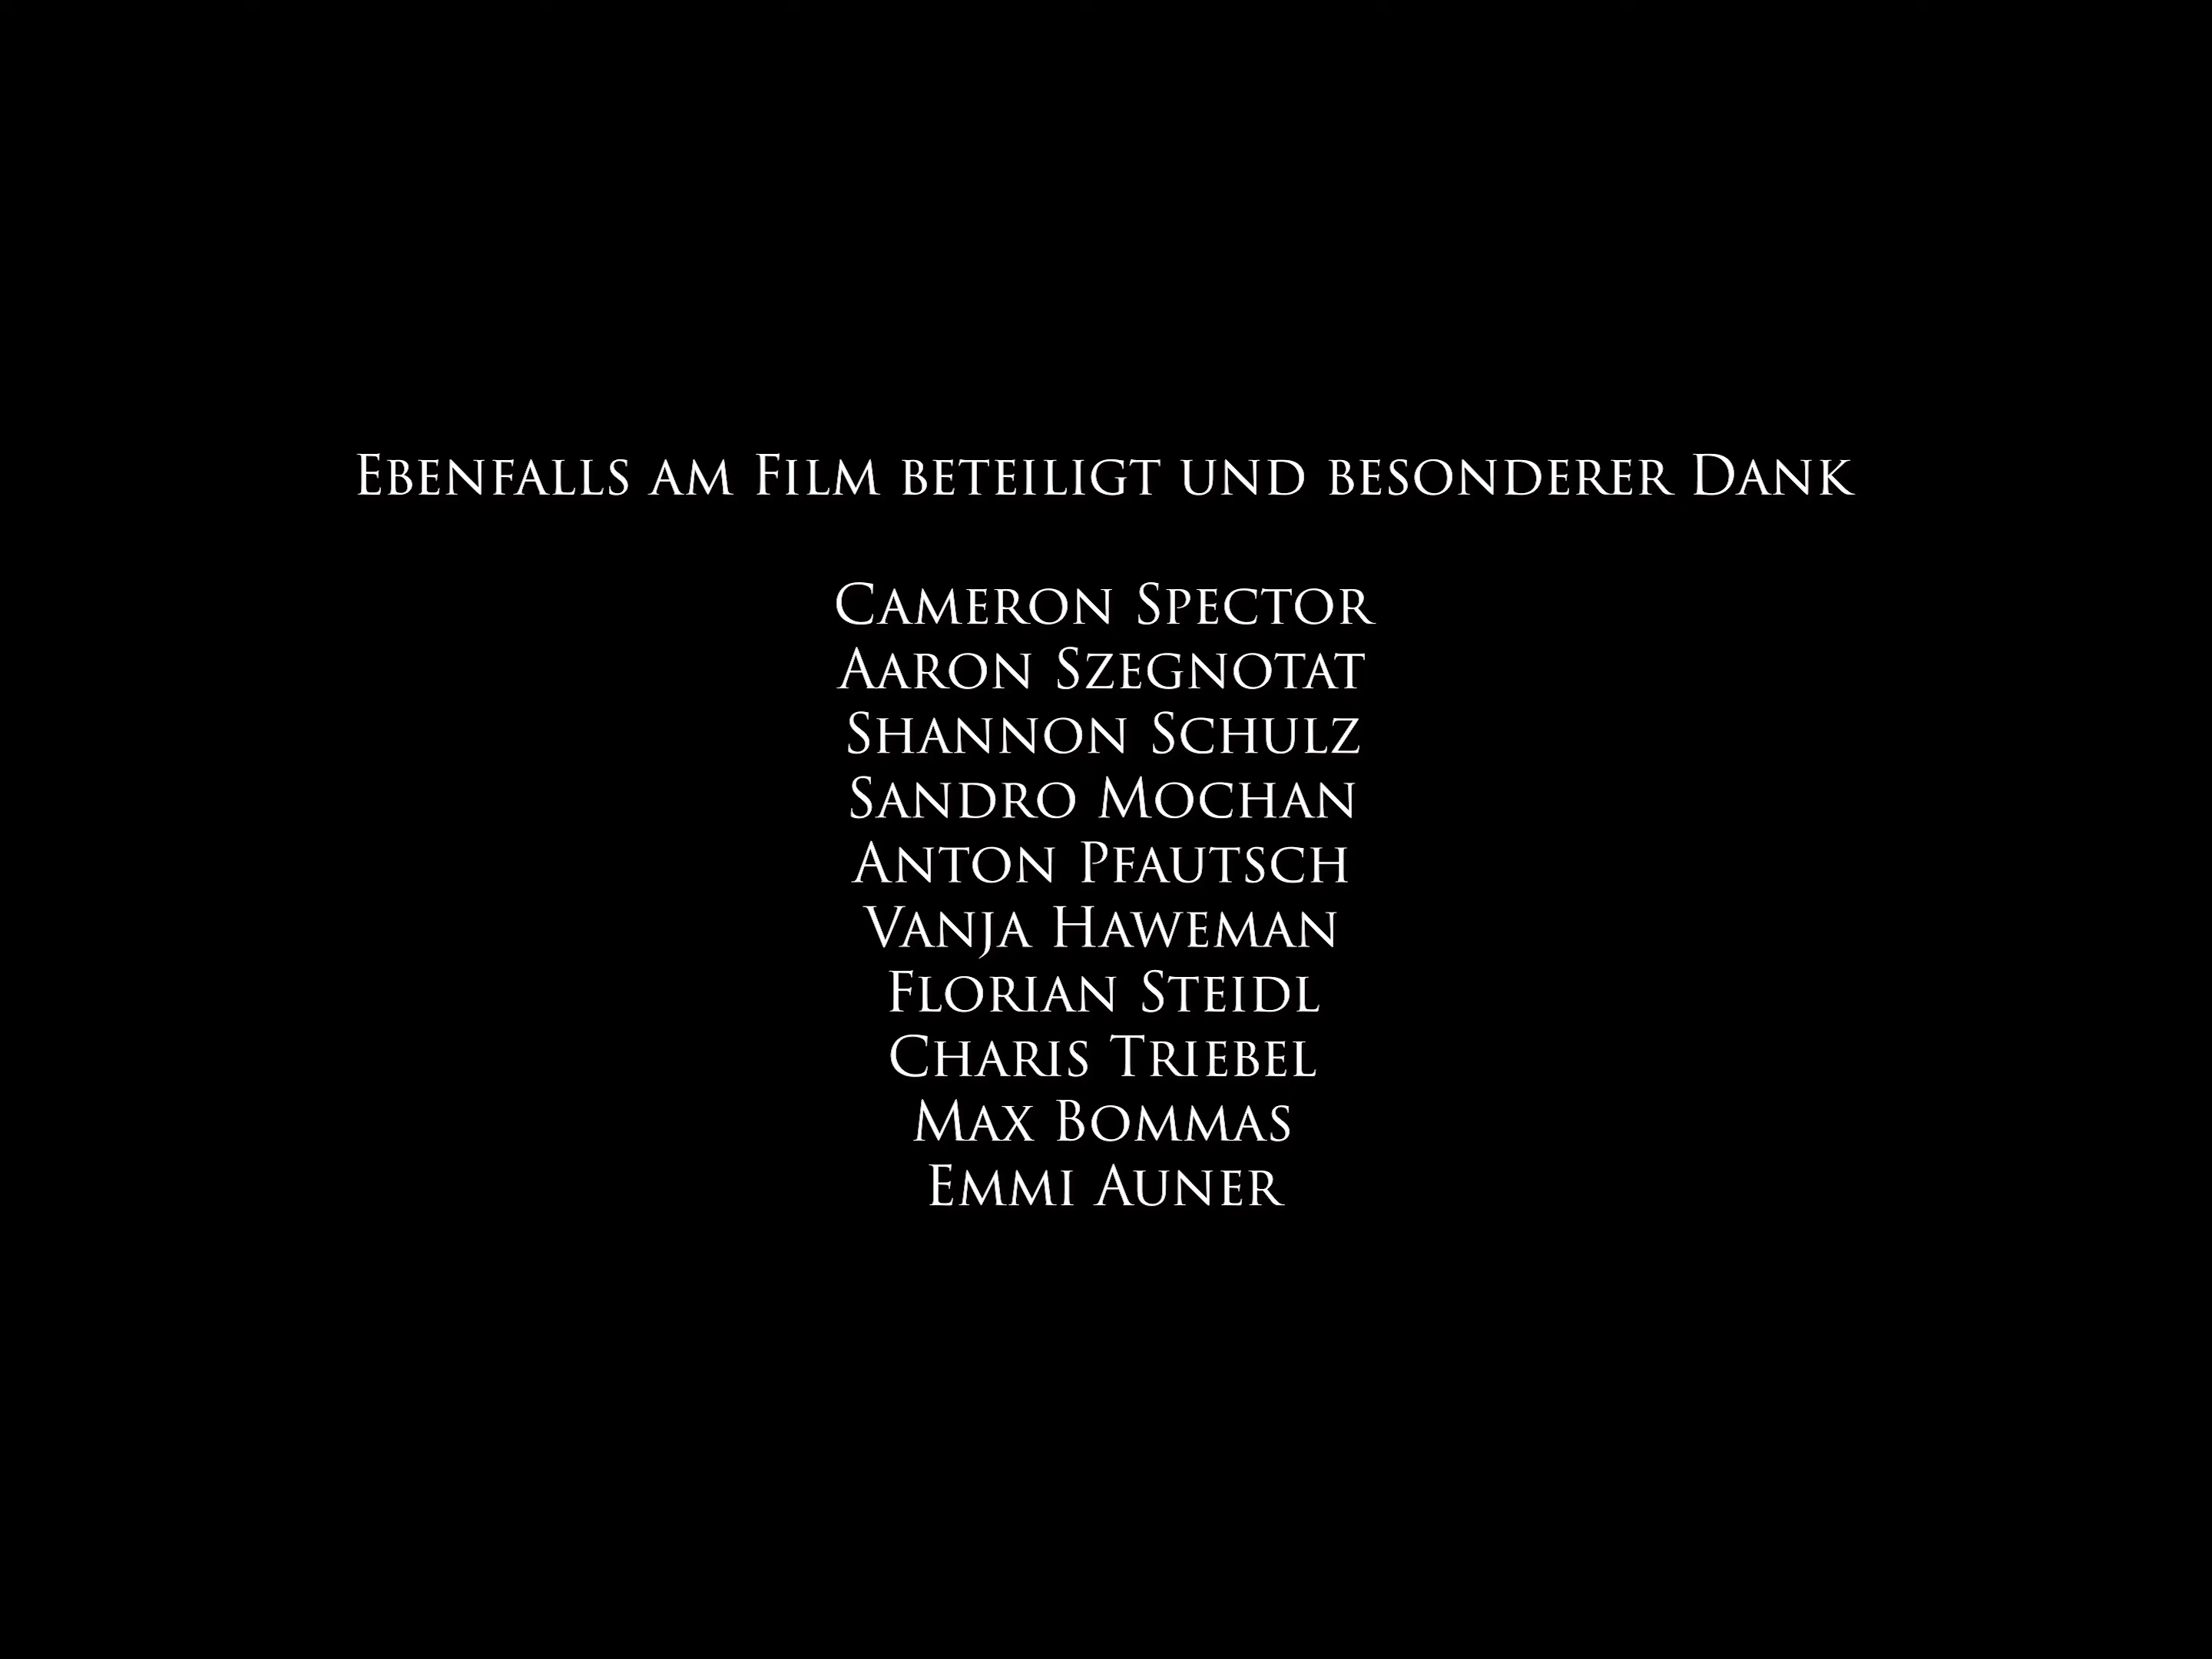 Ebenfalls am Film beteiligt und besonderer Dank
Cameron Spector
Aaron Szegnotat
Shannon Schulz
Sandro Mochan
Anton Pfautsch
Vanja Haweman
Florian Steidl
Charis Triebel
Max Bommas
Emmi Auner